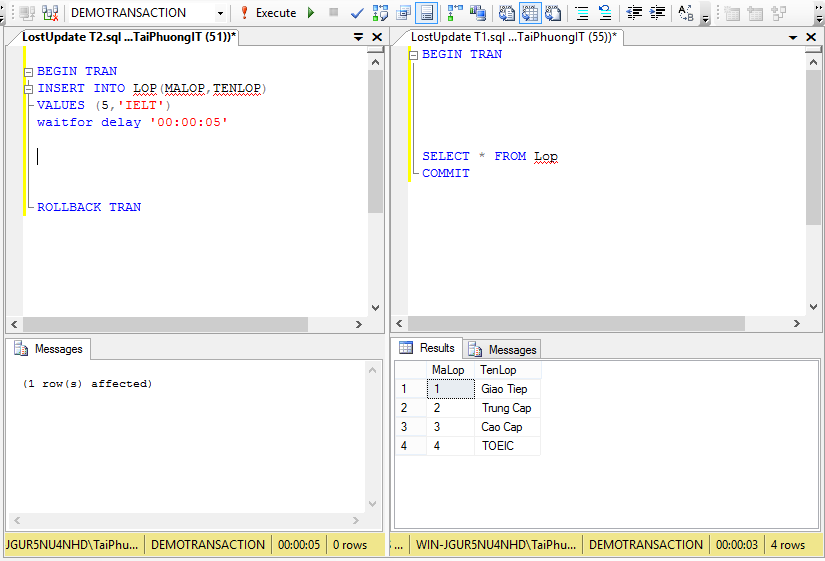 DEMOTRANSACTION
Execute
LostUpdate T2.sql ...TaiPhuongIT (51))*
BEGIN TRAN
INSERT INTO LOP(MALOP,TENLOP)
VALUES (5,'IELT')
waitfor delay '00:00:05'
ROLLBACK TRAN
Messages
(1 row(s) affected)
JGUR5NU4NHD\TaiPhu...
DEMOTRANSACTION
00:00:05
0 rows
LostUpdate T1.sql ...TaiPhuongIT (55))*
BEGIN TRAN
SELECT * FROM Lop
COMMIT
Results
Messages
MaLop TenLop
1 1 Giao Tiep
2 2 Trung Cap
3 3 Cao Cap
4 4 TOEIC
...
WIN-JGUR5NU4NHD\TaiPhu...
DEMOTRANSACTION
00:00:03
4 rows